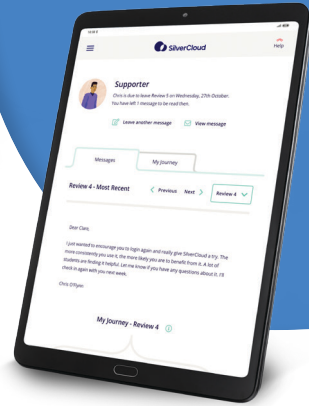 SilverCloud
Help
Supporter
Chris is due to leave Review 5 on Wednesday, 27th October.
You have left 1 message to be read then.
Leave another message View message
Messages My Journey
Review 4 - Most Recent Previous Next Review 4
Dear Clare,
I just wanted to encourage you to login again and really give SilverCloud a try. The
more consistently you use it, the more likely you are to benefit from it. A lot of
students are finding it helpful. Let me know if you have any questions about it. I'll
check in again with you next week.
Chris O'Flynn
My Journey - Review 4